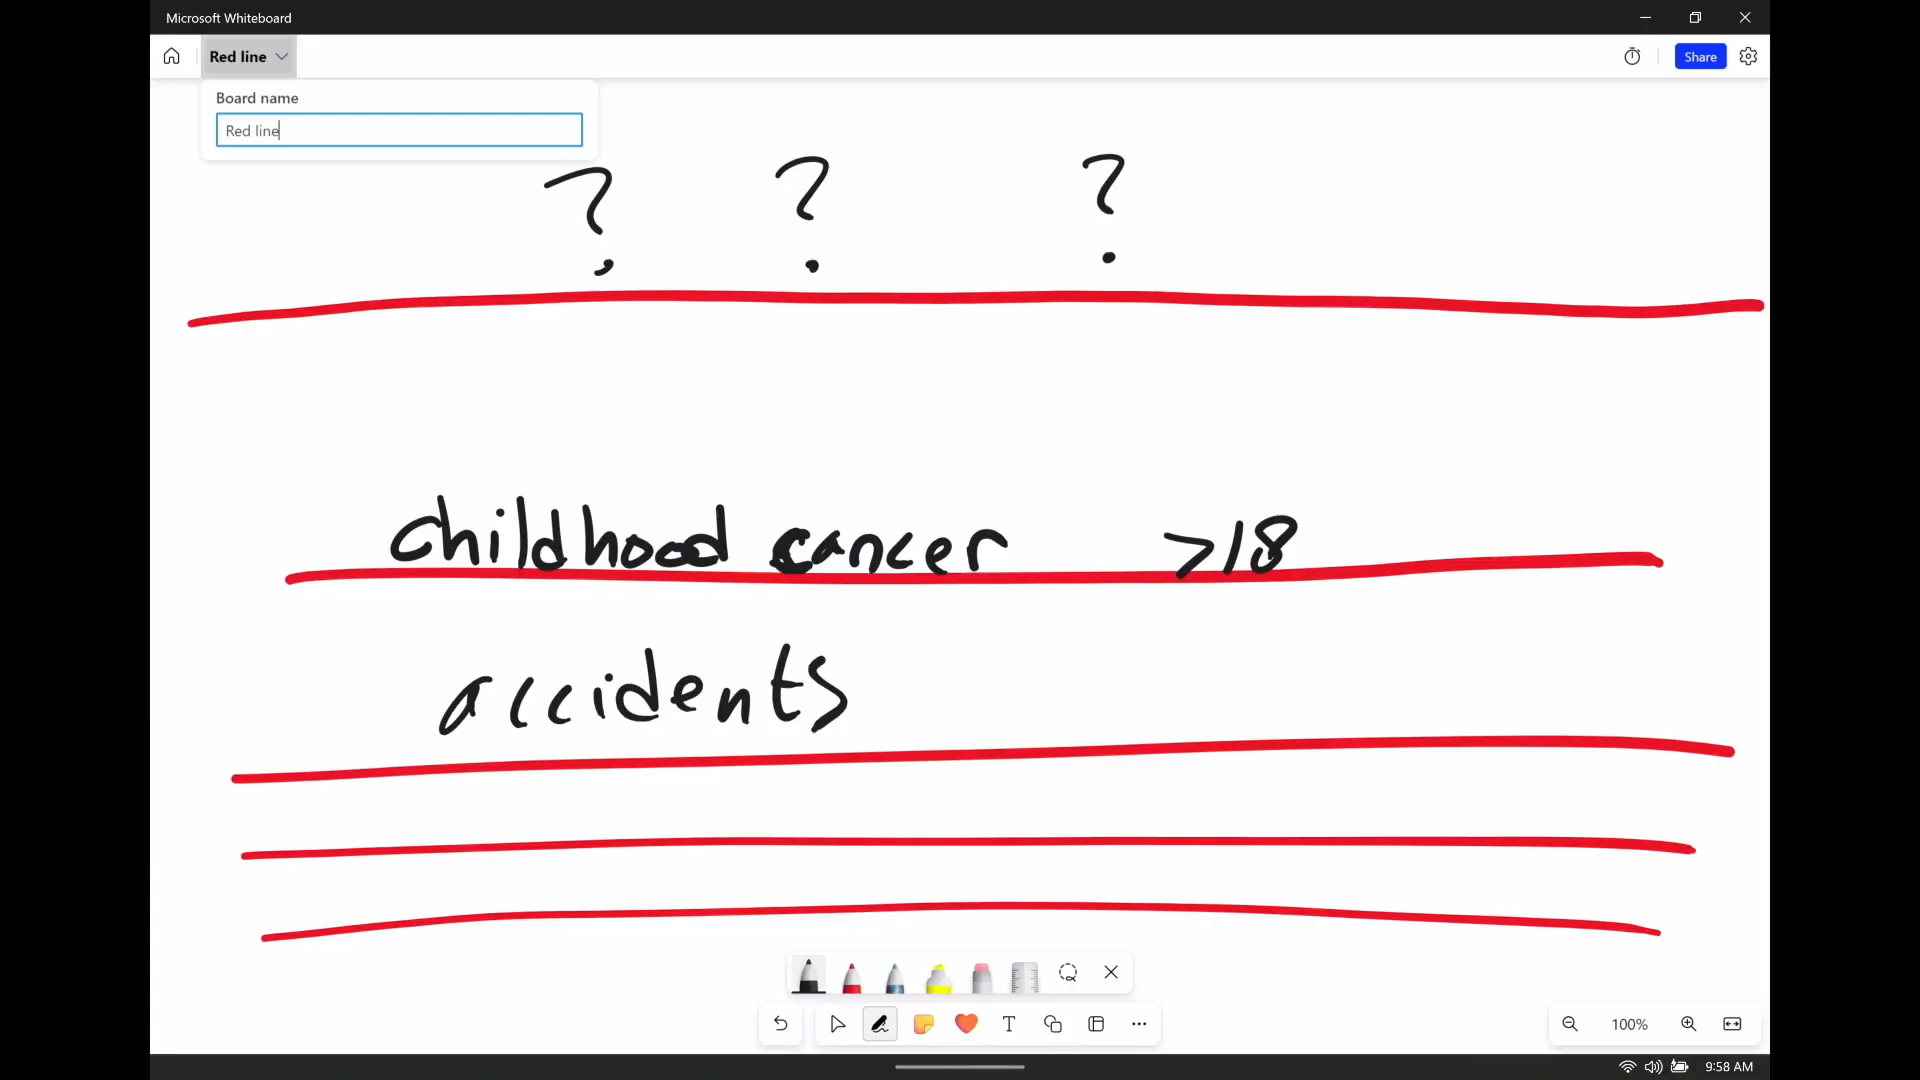 Microsoft Whiteboard
Red line
Share
Board name
Red line
? ? ?
childhood cancer >18
accidents
T
100%
9:58 AM